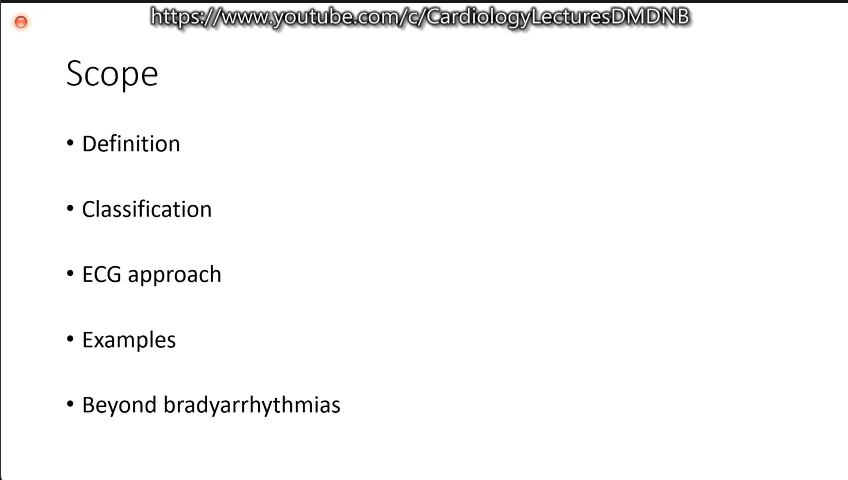 https://www.youtube.com/c/CardiologyLecturesDMDNB
Scope
• Definition
• Classification
• ECG approach
• Examples
• Beyond bradyarrhythmias